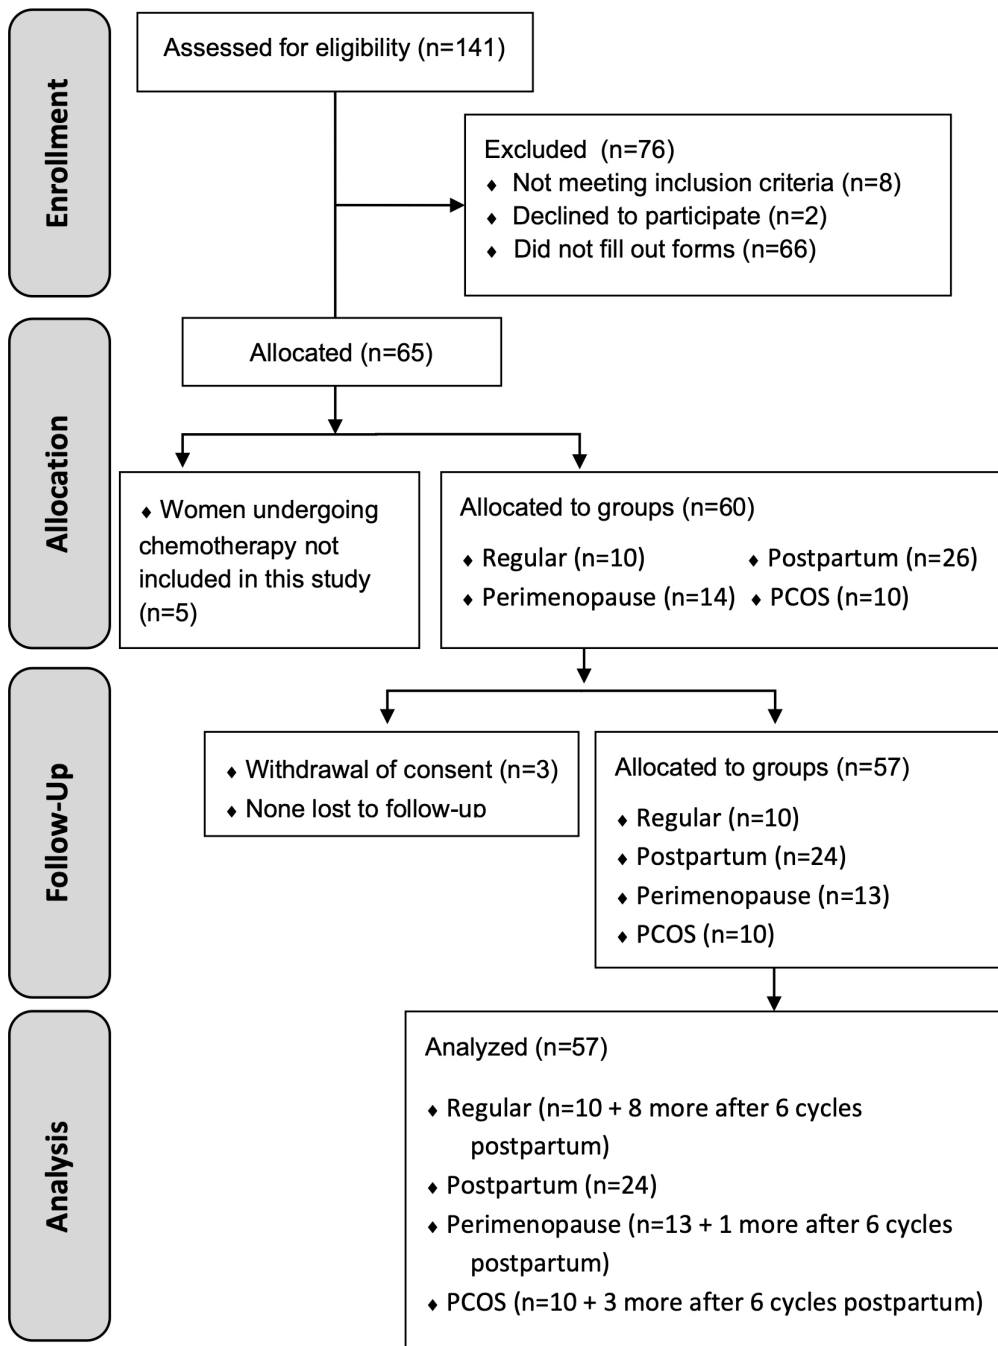 Enrollment
Assessed for eligibility (n=141)
Excluded (n=76)
♦ Not meeting inclusion criteria (n=8)
♦ Declined to participate (n=2)
♦ Did not fill out forms (n=66)
Allocation
Allocated (n=65)
♦ Women undergoing
chemotherapy not
included in this study
(n=5)
Allocated to groups (n=60)
♦ Regular (n=10) ♦ Postpartum (n=26)
♦ Perimenopause (n=14) ♦ PCOS (n=10)
Follow-Up
♦ Withdrawal of consent (n=3)
♦ None lost to follow-up
Allocated to groups (n=57)
♦ Regular (n=10)
♦ Postpartum (n=24)
♦ Perimenopause (n=13)
♦ PCOS (n=10)
Analysis
Analyzed (n=57)
♦ Regular (n=10 + 8 more after 6 cycles
postpartum)
♦ Postpartum (n=24)
♦ Perimenopause (n=13 + 1 more after 6 cycles
postpartum)
♦ PCOS (n=10 + 3 more after 6 cycles postpartum)